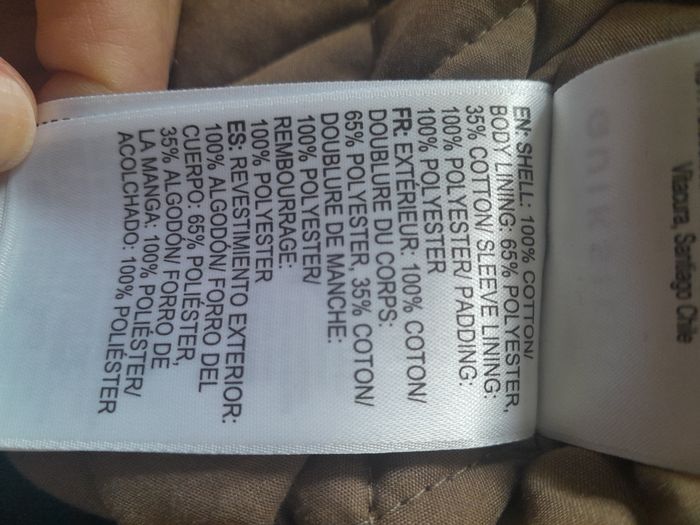 EN: SHELL: 100% COTTON/
BODY LINING: 65% POLYESTER,
35% COTTON/ SLEEVE LINING:
100% POLYESTER/ PADDING:
100% POLYESTER
FR: EXTÉRIEUR: 100% COTON/
DOUBLURE DU CORPS:
65% POLYESTER, 35% COTON/
DOUBLURE DE MANCHE:
100% POLYESTER/
REMBOURRAGE:
100% POLYESTER
ES: REVESTIMIENTO EXTERIOR:
100% ALGODÓN/ FORRO DEL
CUERPO: 65% POLIÉSTER,
35% ALGODÓN/ FORRO DE
LA MANGA: 100% POLIÉSTER/
ACOLCHADO: 100% POLIÉSTER
Vitacura, Santiago Chile